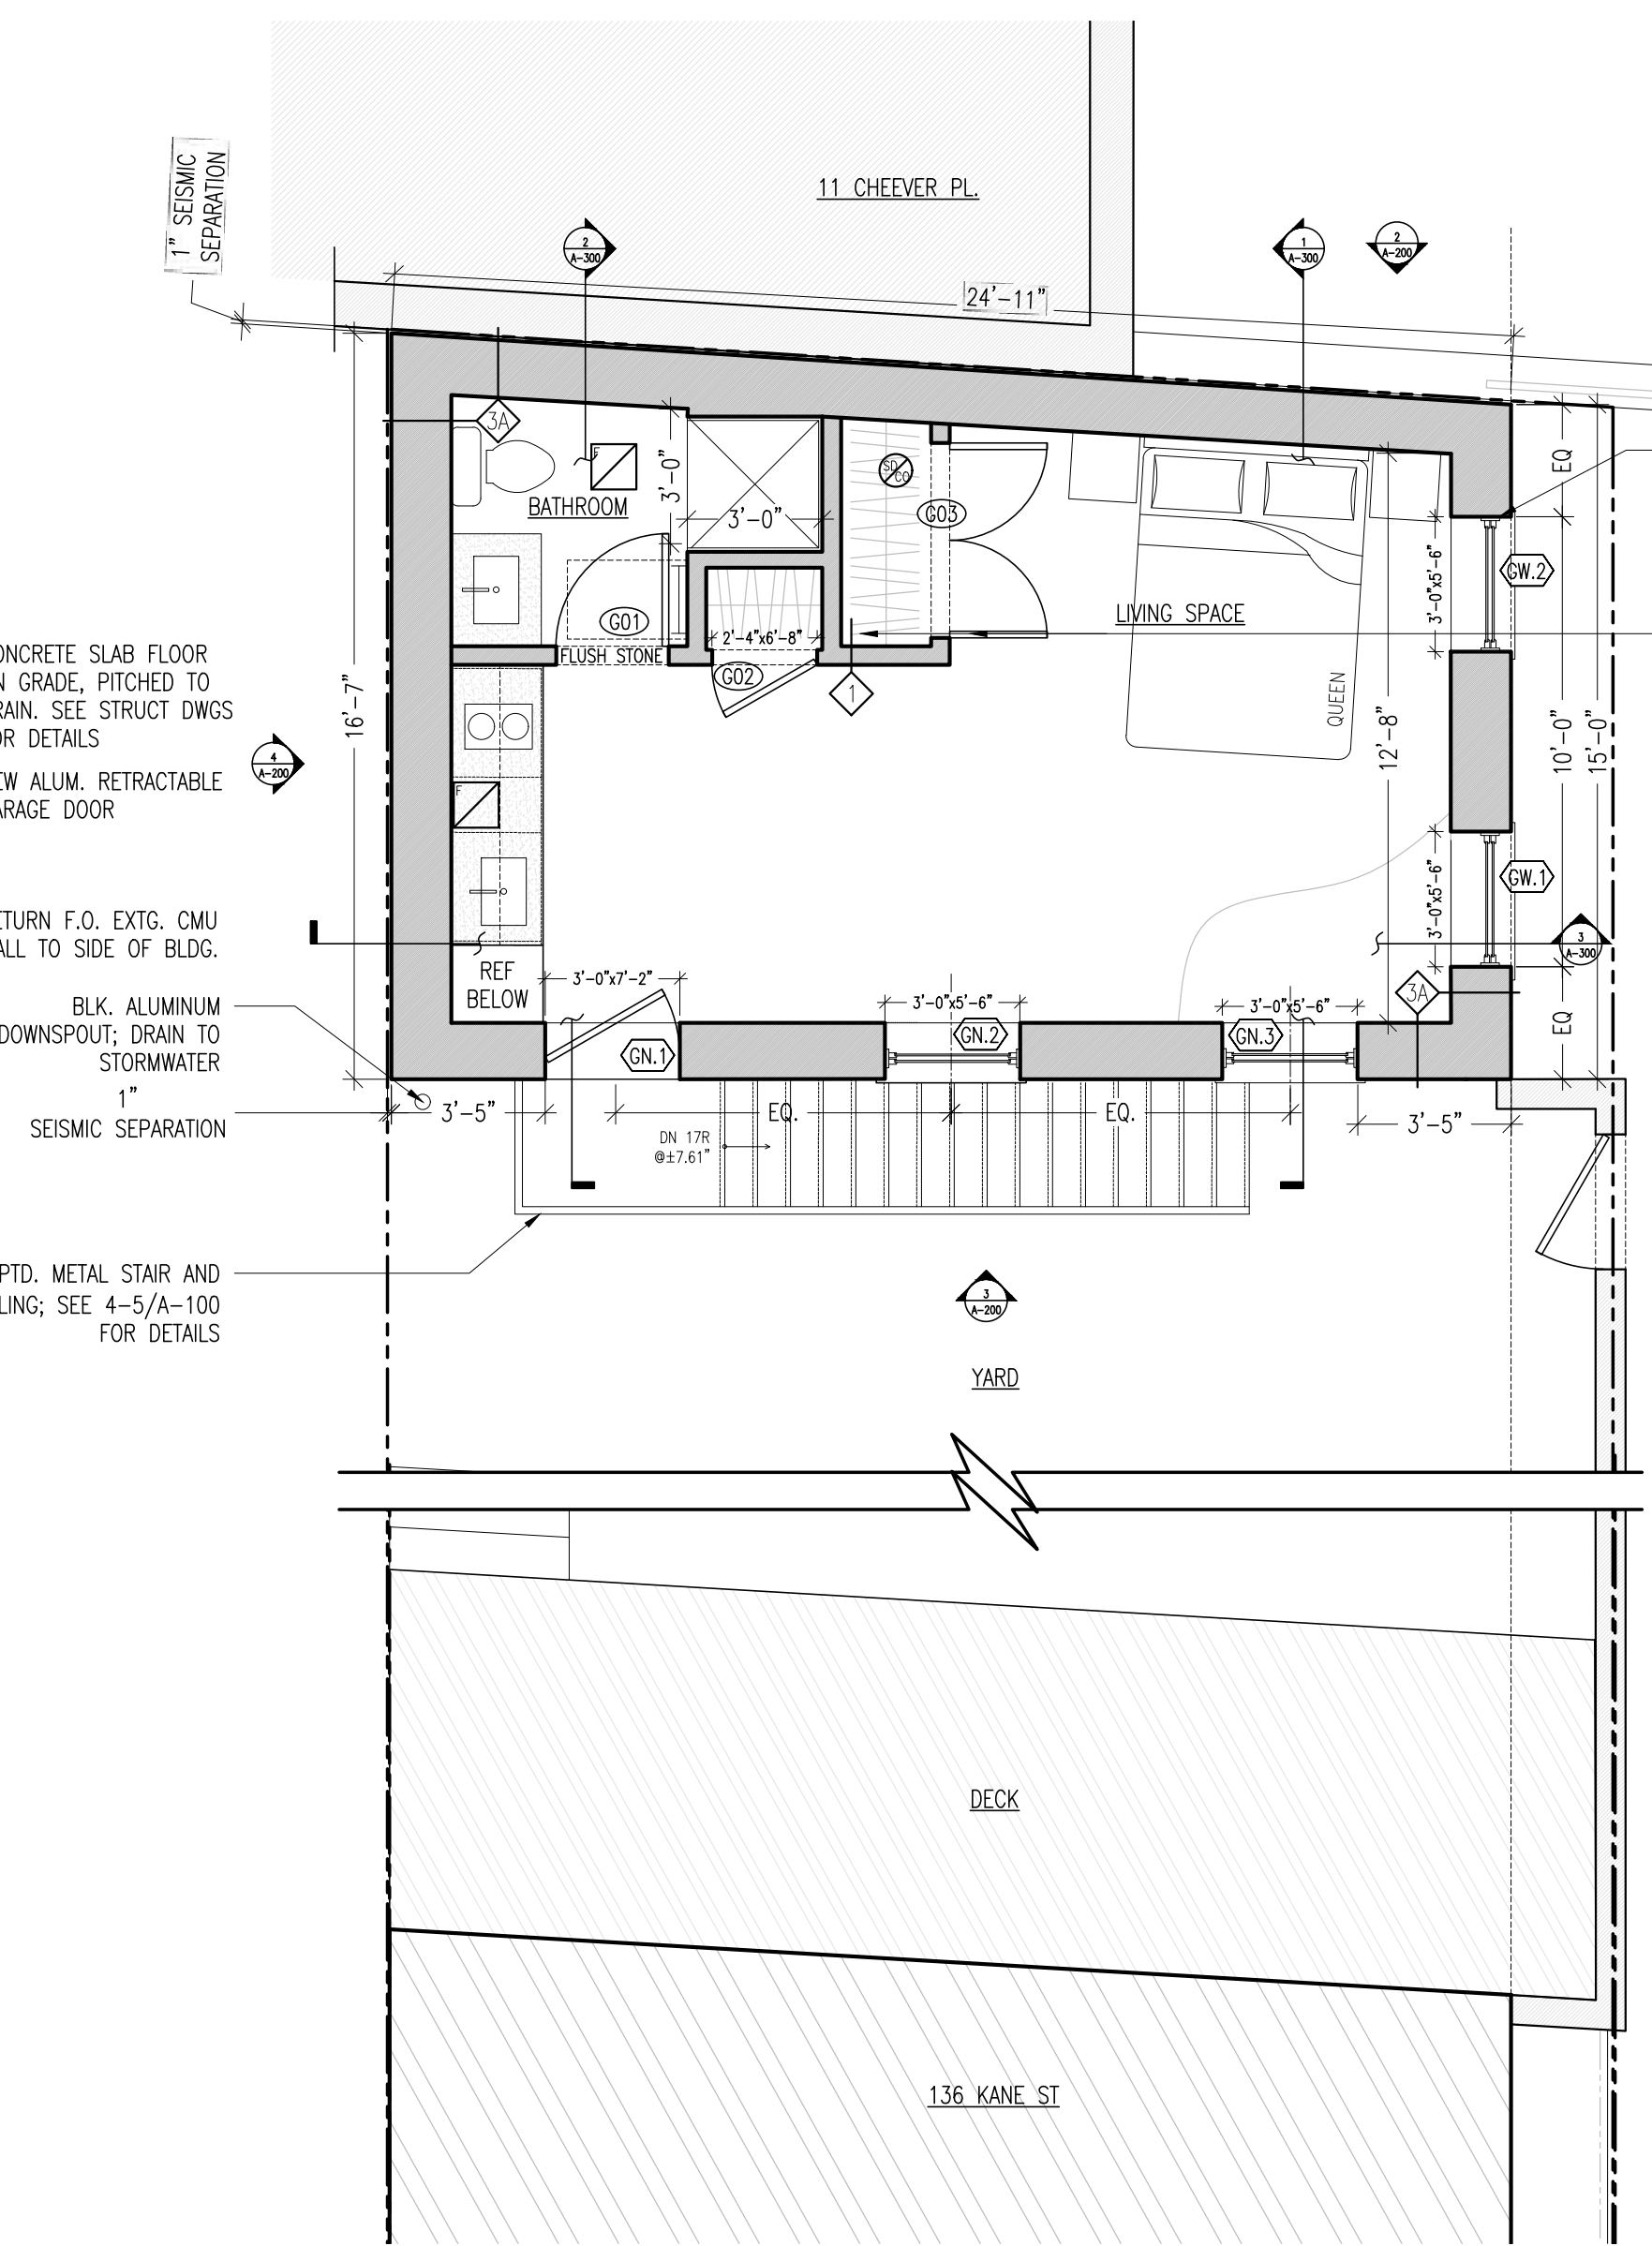 1" SEISMIC
SEPARATION
11 CHEEVER PL.
2
A-300
1
A-300
2
A-200
24'-11"
3A
F
BATHROOM
3'-0"
3'-0"
SD
CO
G03
EQ
3'-0"x5'-6"
GW.2
G01
LIVING SPACE
2'-4"x6'-8"
FLUSH STONE
G02
1
QUEEN
16'-7"
12'-8"
10'-0"
15'-0"
ONCRETE SLAB FLOOR
N GRADE, PITCHED TO
RAIN. SEE STRUCT DWGS
OR DETAILS
4
A-200
EW ALUM. RETRACTABLE
ARAGE DOOR
F
3'-0"x5'-6"
GW.1
ETURN F.O. EXTG. CMU
ALL TO SIDE OF BLDG.
3
A-300
REF
BELOW
3'-0"x7'-2"
3'-0"x5'-6"
3'-0"x5'-6"
3A
GN.1
GN.2
GN.3
EQ
BLK. ALUMINUM
DOWNSPOUT; DRAIN TO
STORMWATER
1"
SEISMIC SEPARATION
3'-5"
EQ.
EQ.
3'-5"
DN 17R
@±7.61"
PTD. METAL STAIR AND
LING; SEE 4-5/A-100
FOR DETAILS
3
A-200
YARD
DECK
136 KANE ST